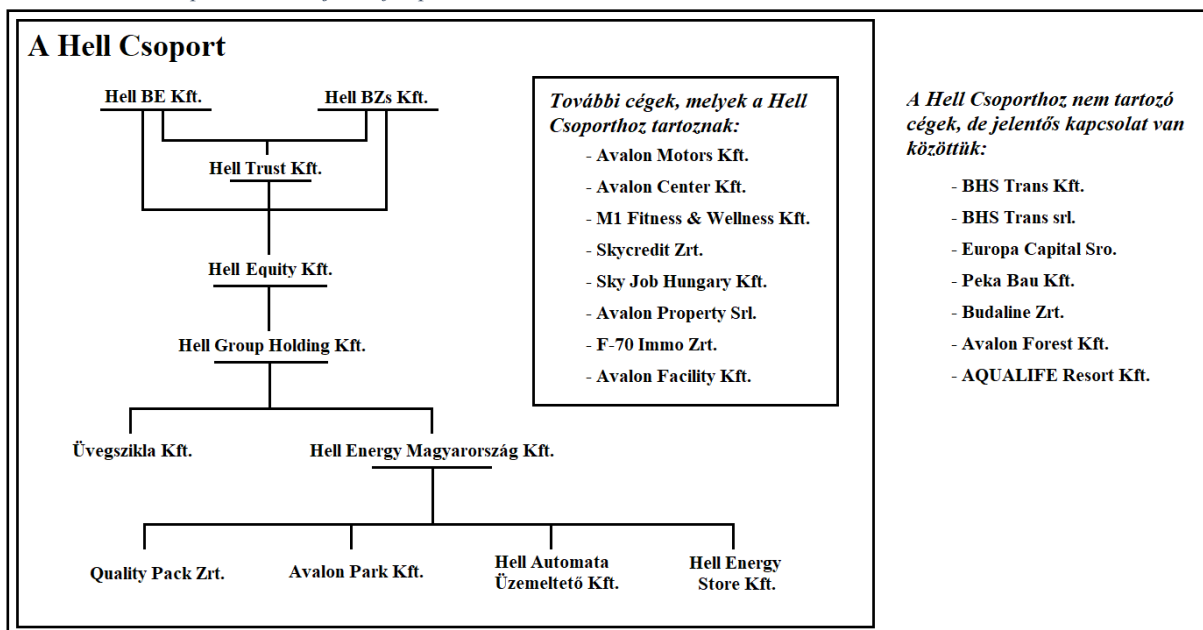 A Hell Csoport
Hell BE Kft.
Hell BZs Kft.
Hell Trust Kft.
Hell Equity Kft.
Hell Group Holding Kft.
Üvegszikla Kft.
Hell Energy Magyarország Kft.
Quality Pack Zrt.
Avalon Park Kft.
Hell Automata
Üzemeltető Kft.
Hell Energy
Store Kft.
További cégek, melyek a Hell
Csoporthoz tartoznak:
- Avalon Motors Kft.
- Avalon Center Kft.
- M1 Fitness & Wellness Kft.
- Skycredit Zrt.
- Sky Job Hungary Kft.
- Avalon Property Srl.
- F-70 Immo Zrt.
- Avalon Facility Kft.
A Hell Csoporthoz nem tartozó
cégek, de jelentős kapcsolat van
közöttük:
- BHS Trans Kft.
- BHS Trans srl.
- Europa Capital Sro.
- Peka Bau Kft.
- Budaline Zrt.
- Avalon Forest Kft.
- AQUALIFE Resort Kft.